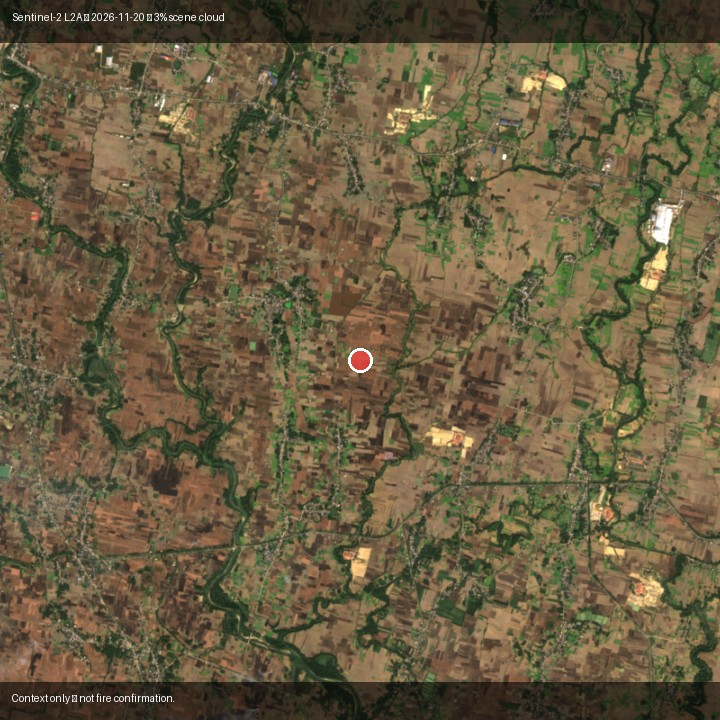 Sentinel-2 L2A▯2026-11-20▯3% scene cloud
Context only▯not fire confirmation.